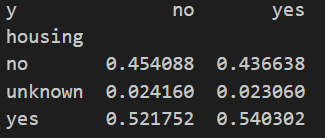 y no yes
housing
no 0.454088 0.436638
unknown 0.024160 0.023060
yes 0.521752 0.540302